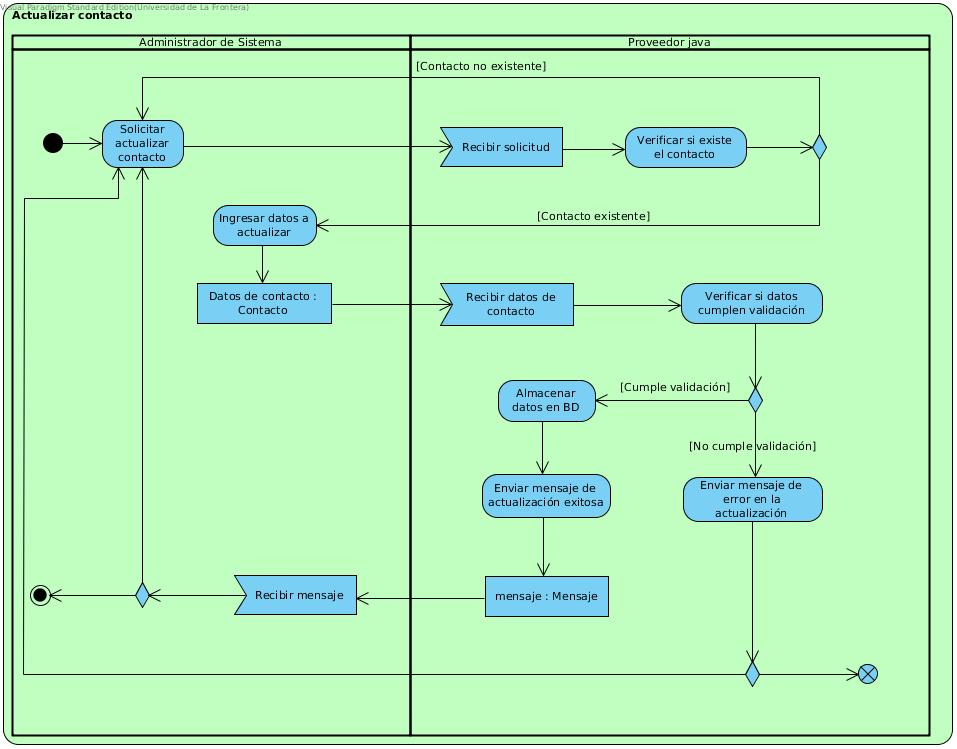 Visual Paradigm Standard Edition(Universidad de La Frontera)
Actualizar contacto
Administrador de Sistema
Proveedor java
[Contacto no existente]
Solicitar
actualizar
contacto
Recibir solicitud
Verificar si existe
el contacto
[Contacto existente]
Ingresar datos a
actualizar
Datos de contacto :
Contacto
Recibir datos de
contacto
Verificar si datos
cumplen validación
[Cumple validación]
Almacenar
datos en BD
[No cumple validación]
Enviar mensaje de
actualización exitosa
Enviar mensaje de
error en la
actualización
Recibir mensaje
mensaje : Mensaje